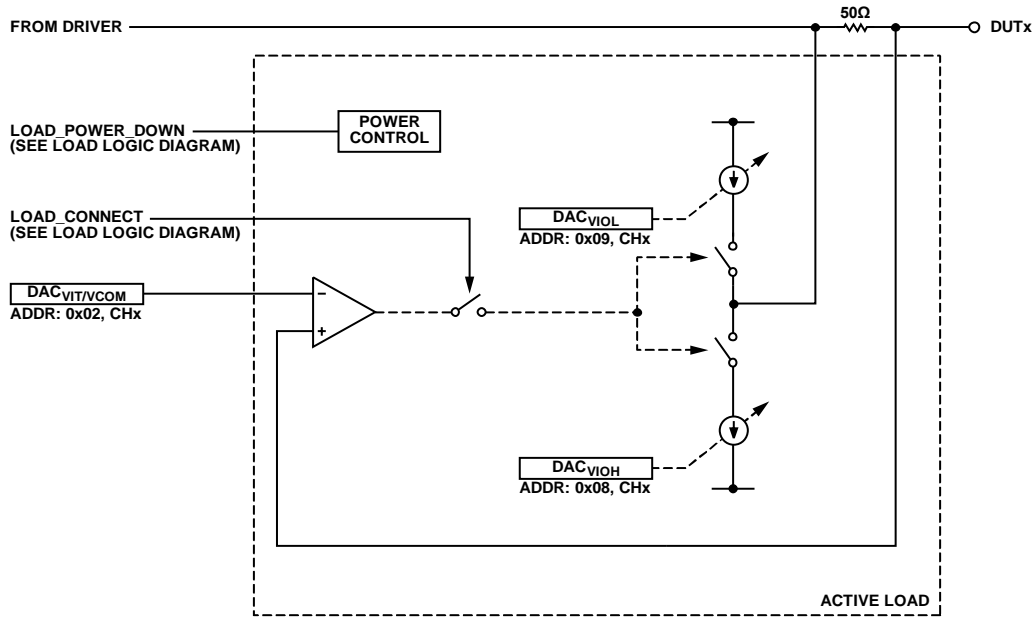 50Ω
FROM DRIVER
DUTx
LOAD_POWER_DOWN
(SEE LOAD LOGIC DIAGRAM)
POWER
CONTROL
LOAD_CONNECT
(SEE LOAD LOGIC DIAGRAM)
DACVIOL
ADDR: 0x09, CHx
DACVIT/VCOM
ADDR: 0x02, CHx
–
+
DACVIOH
ADDR: 0x08, CHx
ACTIVE LOAD